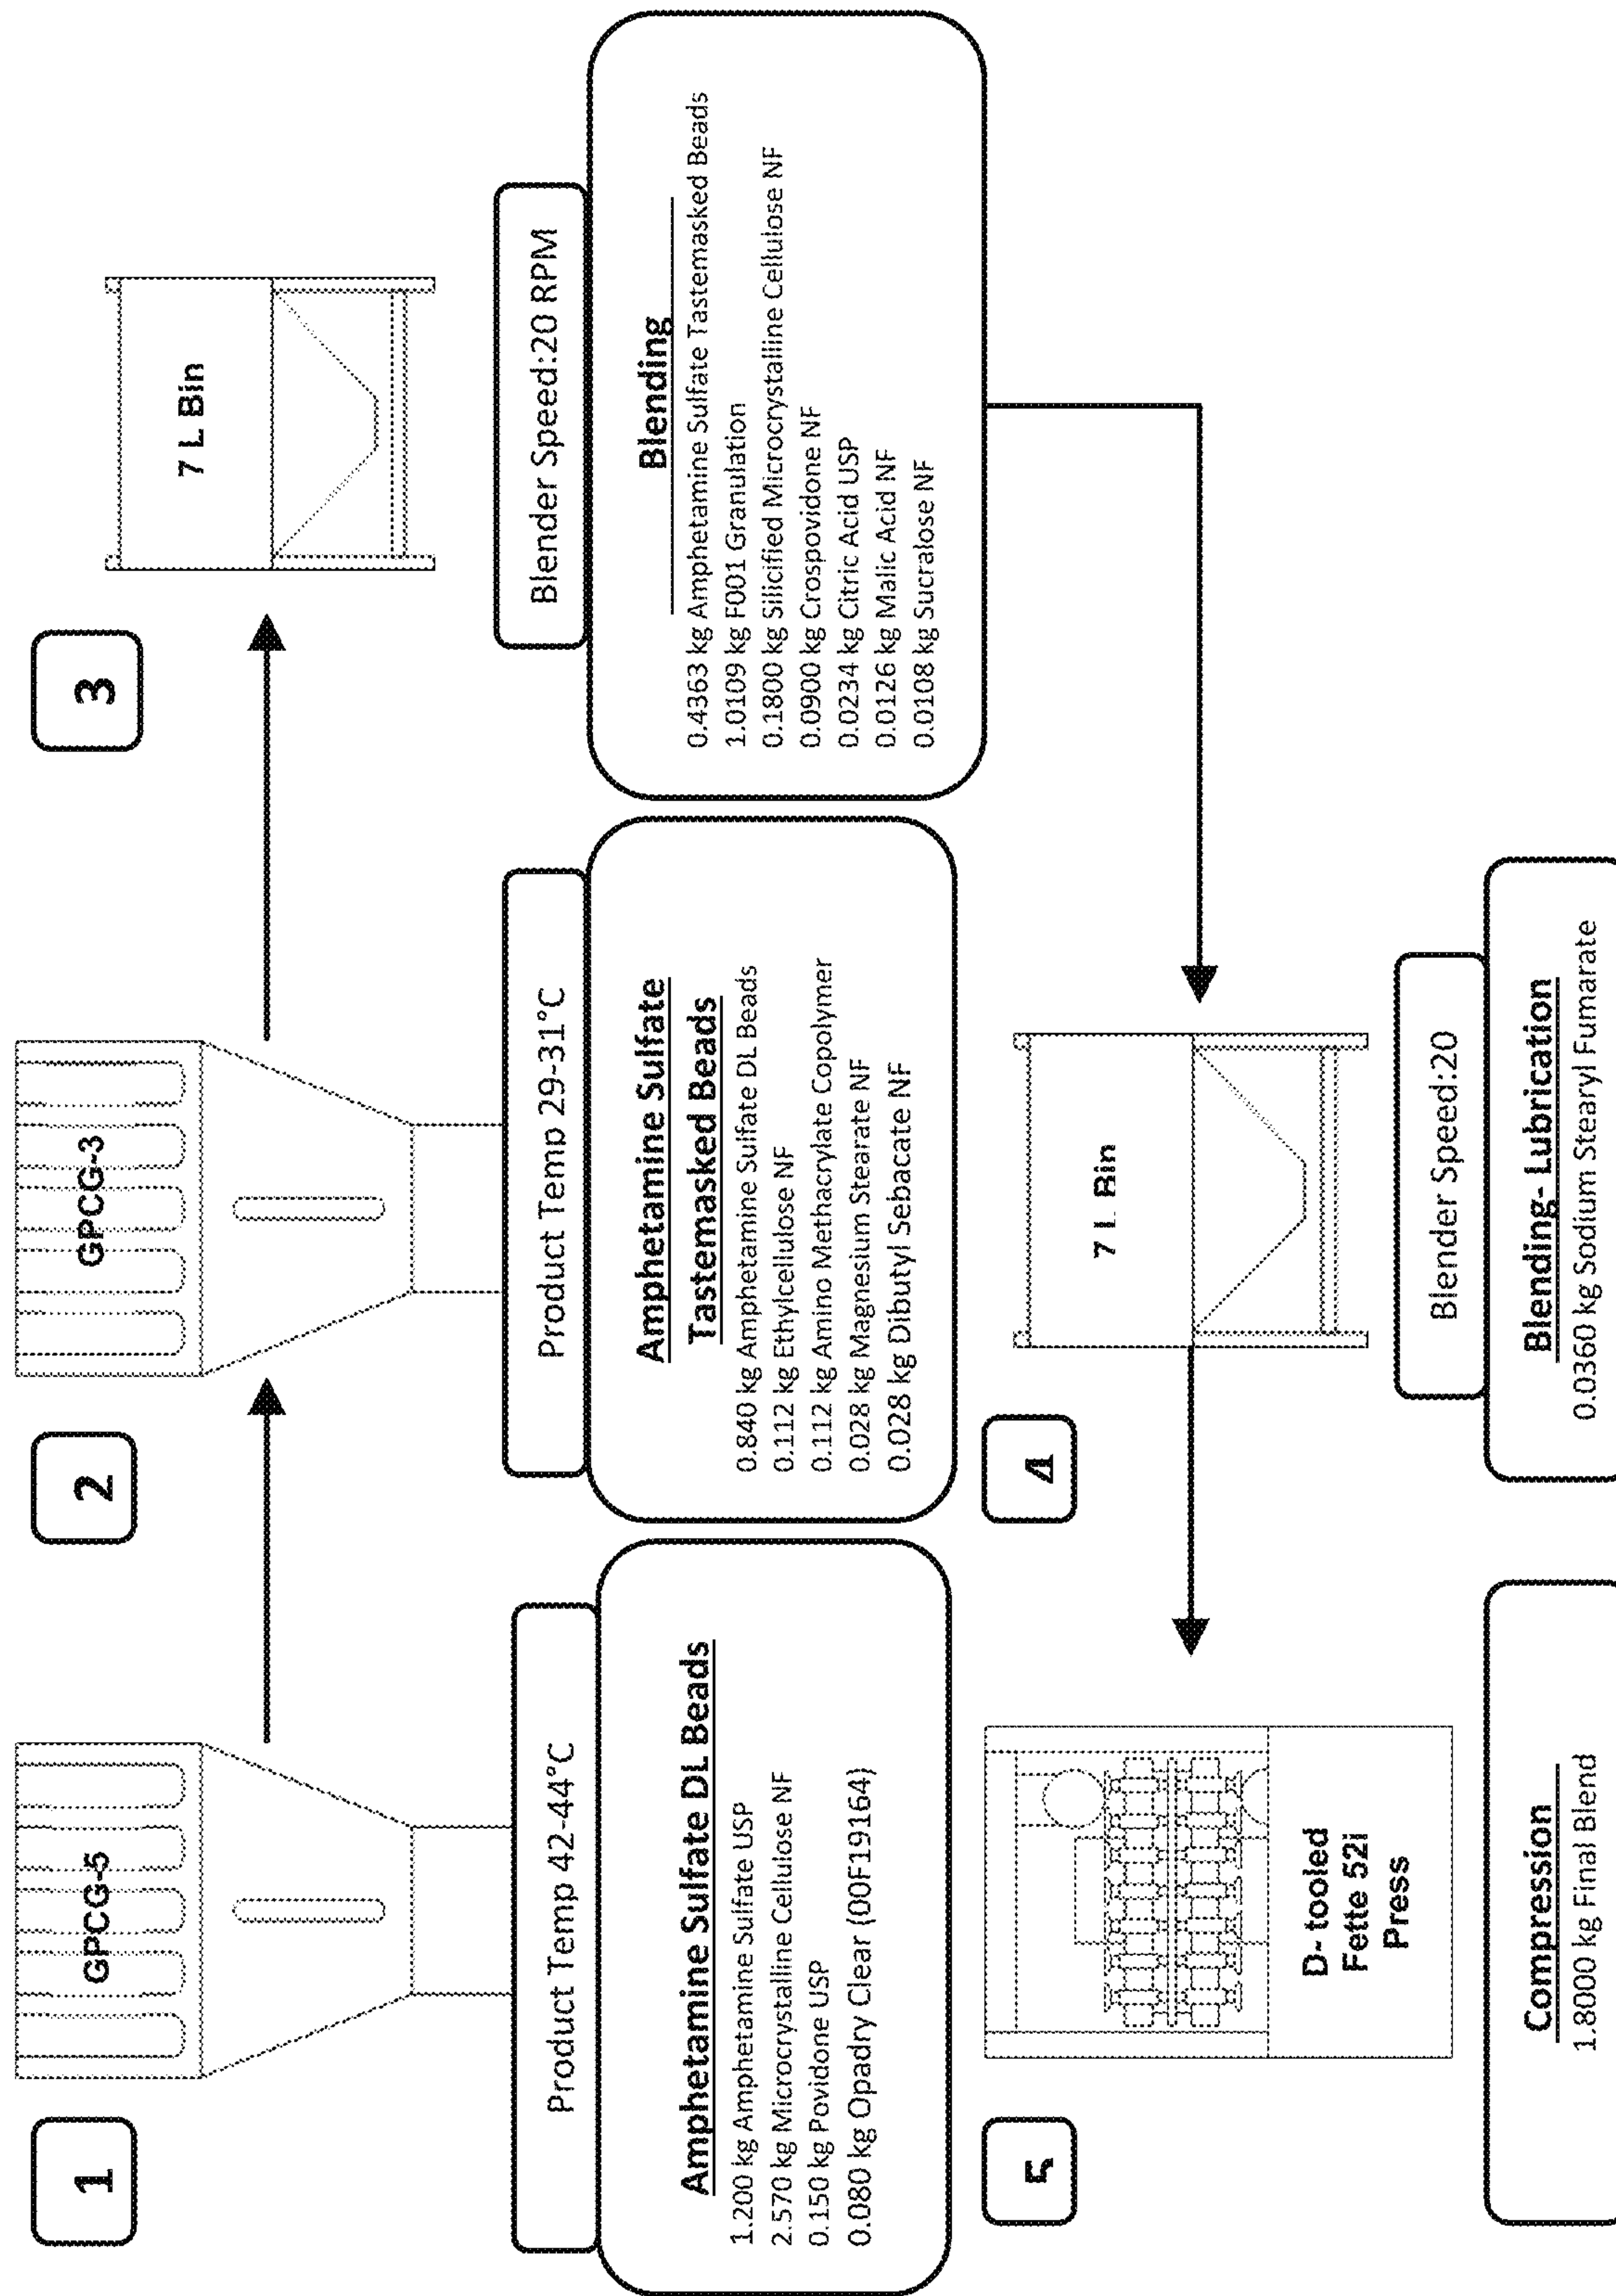 1
GPCG-5
Product Temp 42-44°C
Amphetamine Sulfate DL Beads
1.200 kg Amphetamine Sulfate USP
2.570 kg Microcrystalline Cellulose NF
0.150 kg Povidone USP
0.080 kg Opadry Clear (00F19164)
2
GPCG-3
Product Temp 29-31°C
Amphetamine Sulfate
Tastemasked Beads
0.840 kg Amphetamine Sulfate DL Beads
0.112 kg Ethylcellulose NF
0.112 kg Amino Methacrylate Copolymer
0.028 kg Magnesium Stearate NF
0.028 kg Dibutyl Sebacate NF
3
7 L Bin
Blender Speed:20 RPM
Blending
0.4363 kg Amphetamine Sulfate Tastemasked Beads
1.0109 kg F001 Granulation
0.1800 kg Silicified Microcrystalline Cellulose NF
0.0900 kg Crospovidone NF
0.0234 kg Citric Acid USP
0.0126 kg Malic Acid NF
0.0108 kg Sucralose NF
4
7 L Bin
Blender Speed:20
Blending- Lubrication
0.0360 kg Sodium Stearyl Fumarate
5
D- tooled
Fette 52i
Press
Compression
1.8000 kg Final Blend